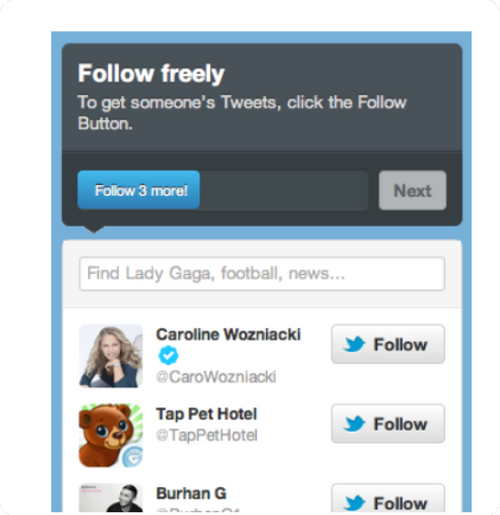 Follow freely
To get someone's Tweets, click the Follow
Button.
Follow 3 more!
Next
Find Lady Gaga, football, news...
Caroline Wozniacki
@CaroWozniacki
Follow
Tap Pet Hotel
@TapPetHotel
Follow
Burhan G
Follow